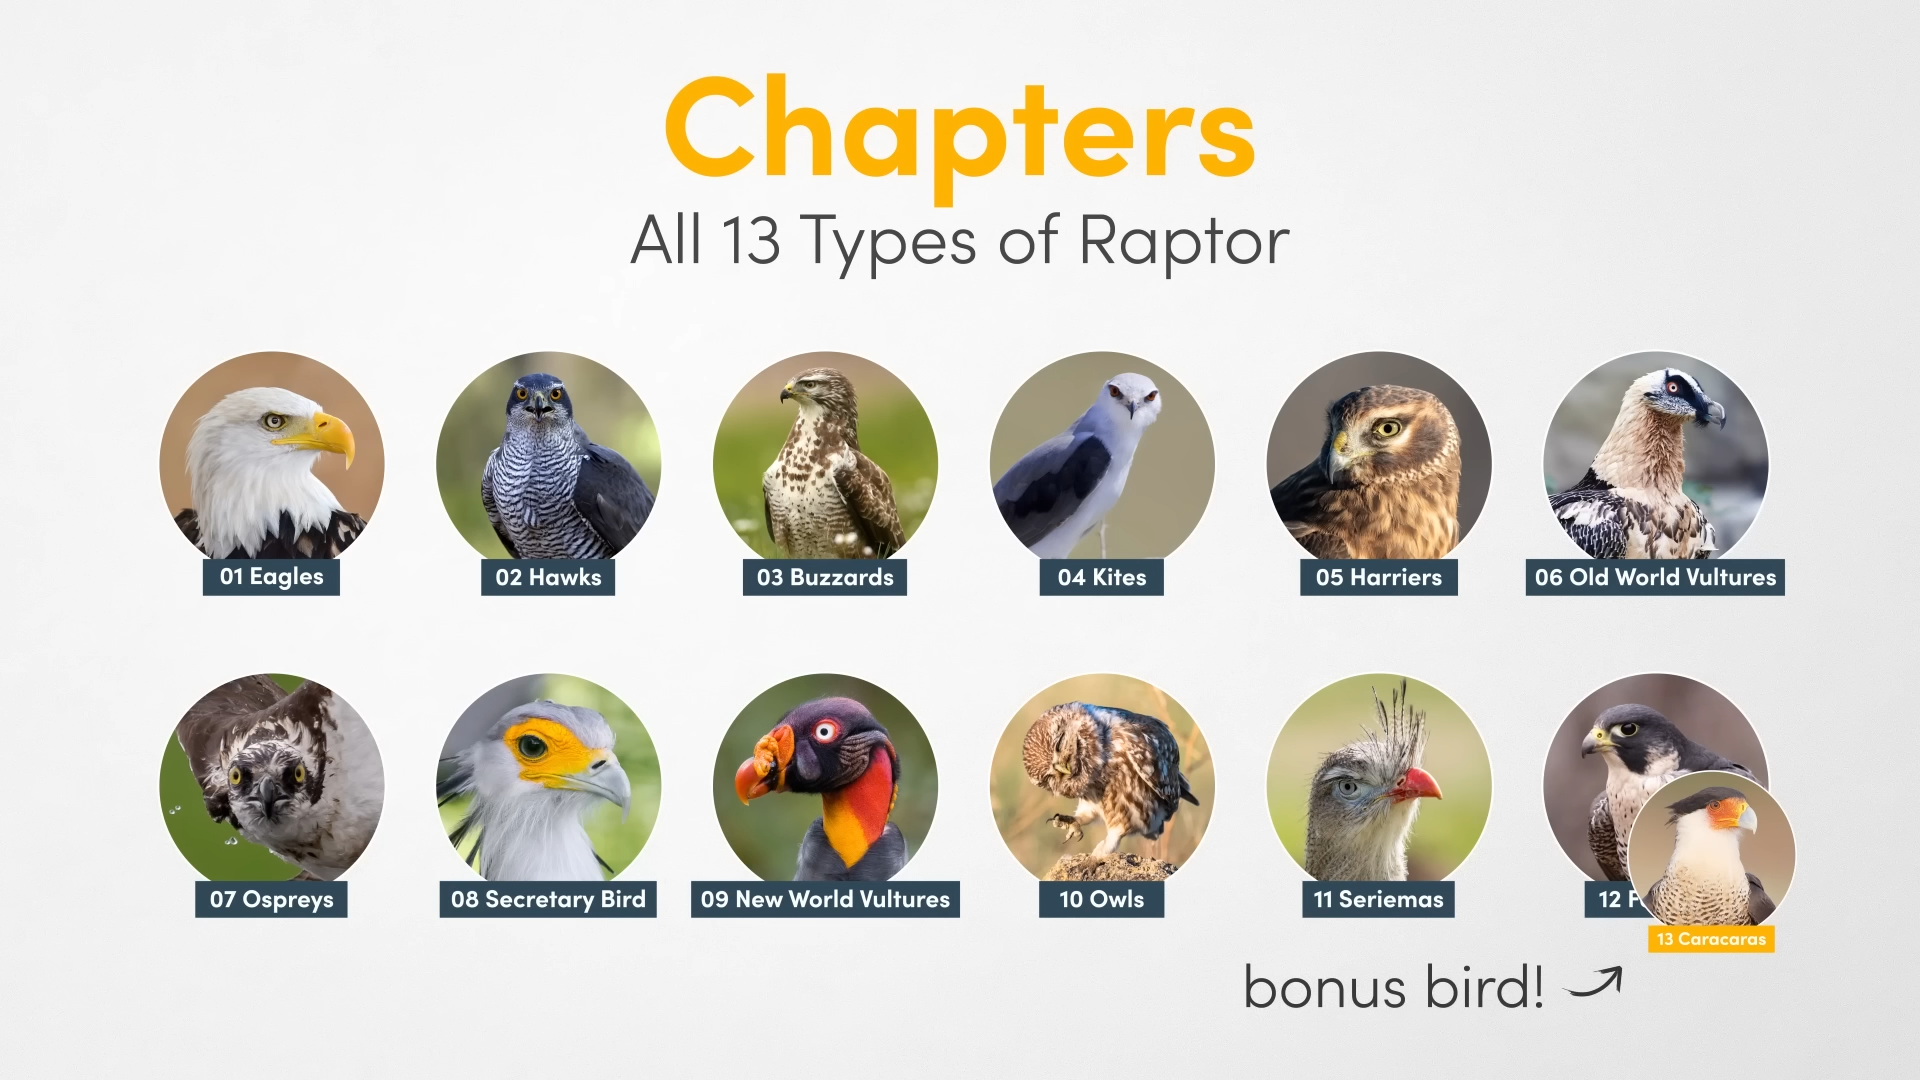 Chapters
All 13 Types of Raptor
01 Eagles
02 Hawks
03 Buzzards
04 Kites
05 Harriers
06 Old World Vultures
07 Ospreys
08 Secretary Bird
09 New World Vultures
10 Owls
11 Seriemas
12
13 Caracaras
bonus bird!